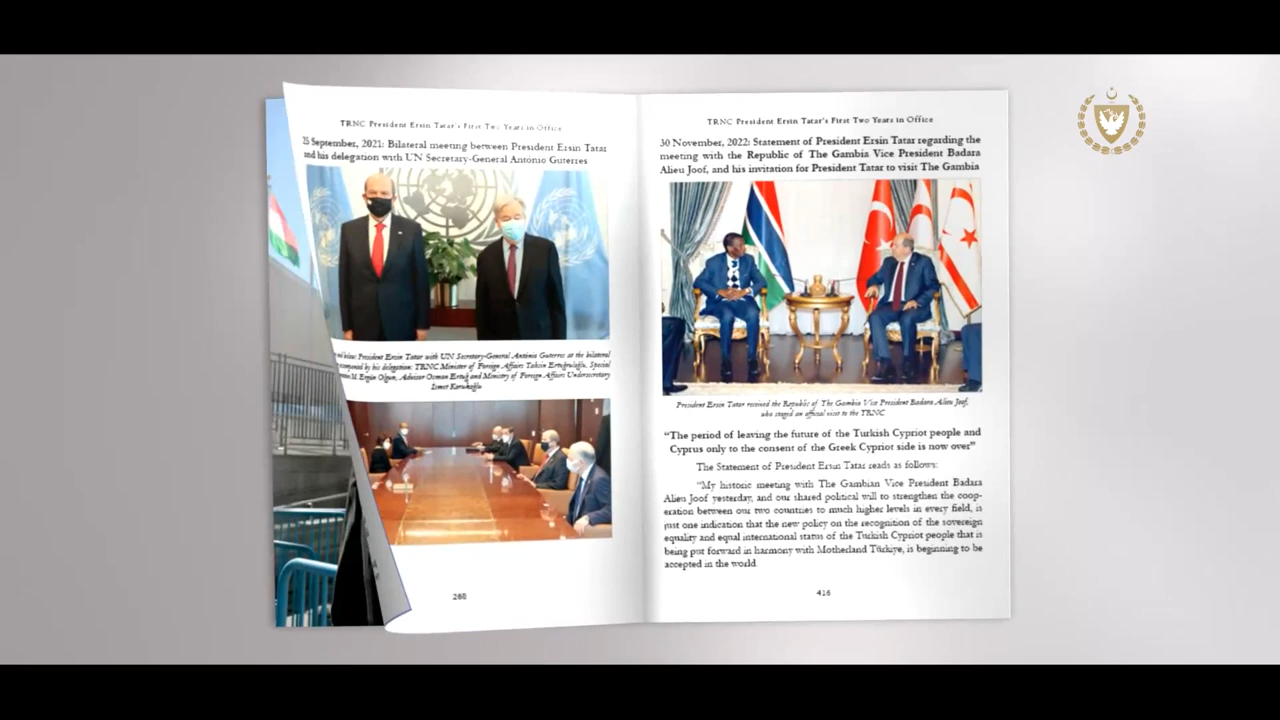 TRNC President Ersin Tatar's First Two Years in Office
25 September, 2021: Bilateral meeting between President Ersin Tatar
and his delegation with UN Secretary-General António Guterres
and below: President Ersin Tatar with UN Secretary-General António Guterres at the bilateral
accompanied by his delegation: TRNC Minister of Foreign Affairs Tahsin Ertuğruloğlu, Special
M. Ergün Olgun, Advisor Osman Ertuğ and Ministry of Foreign Affairs Undersecretary
Ismet Korukoğlu
268
TRNC President Ersin Tatar's First Two Years in Office
30 November, 2022: Statement of President Ersin Tatar regarding the
meeting with the Republic of The Gambia Vice President Badara
Alieu Joof, and his invitation for President Tatar to visit The Gambia
President Ersin Tatar received the Republic of The Gambia Vice President Badara Alieu Joof,
who staged an official visit to the TRNC
“The period of leaving the future of the Turkish Cypriot people and
Cyprus only to the consent of the Greek Cypriot side is now over”
The Statement of President Ersin Tatar reads as follows:
“My historic meeting with The Gambian Vice President Badara
Alieu Joof yesterday, and our shared political will to strengthen the coop-
eration between our two countries to much higher levels in every field, is
just one indication that the new policy on the recognition of the sovereign
equality and equal international status of the Turkish Cypriot people that is
being put forward in harmony with Motherland Türkiye, is beginning to be
accepted in the world.
416